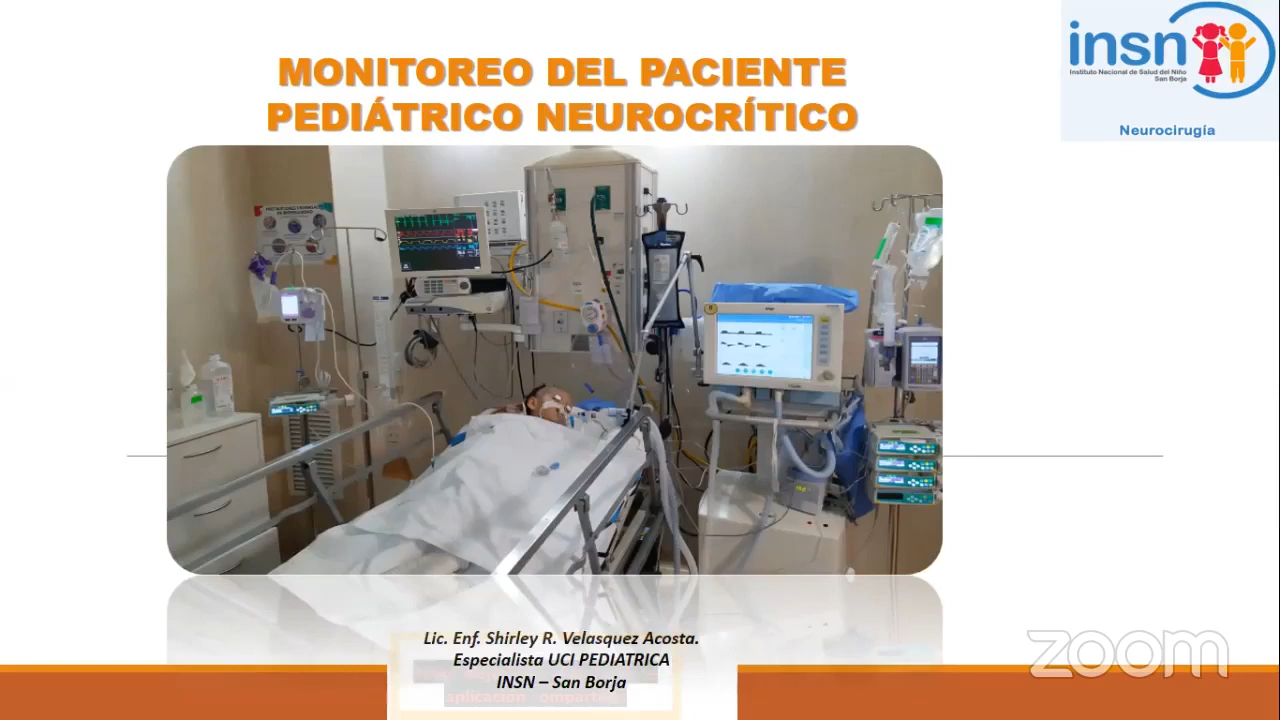 MONITOREO DEL PACIENTE
PEDIÁTRICO NEUROCRÍTICO
insn
Instituto Nacional de Salud del Niño
San Borja
Neurocirugía
Lic. Enf. Shirley R. Velasquez Acosta.
Especialista UCI PEDIATRICA
INSN – San Borja
aplicación
zoom